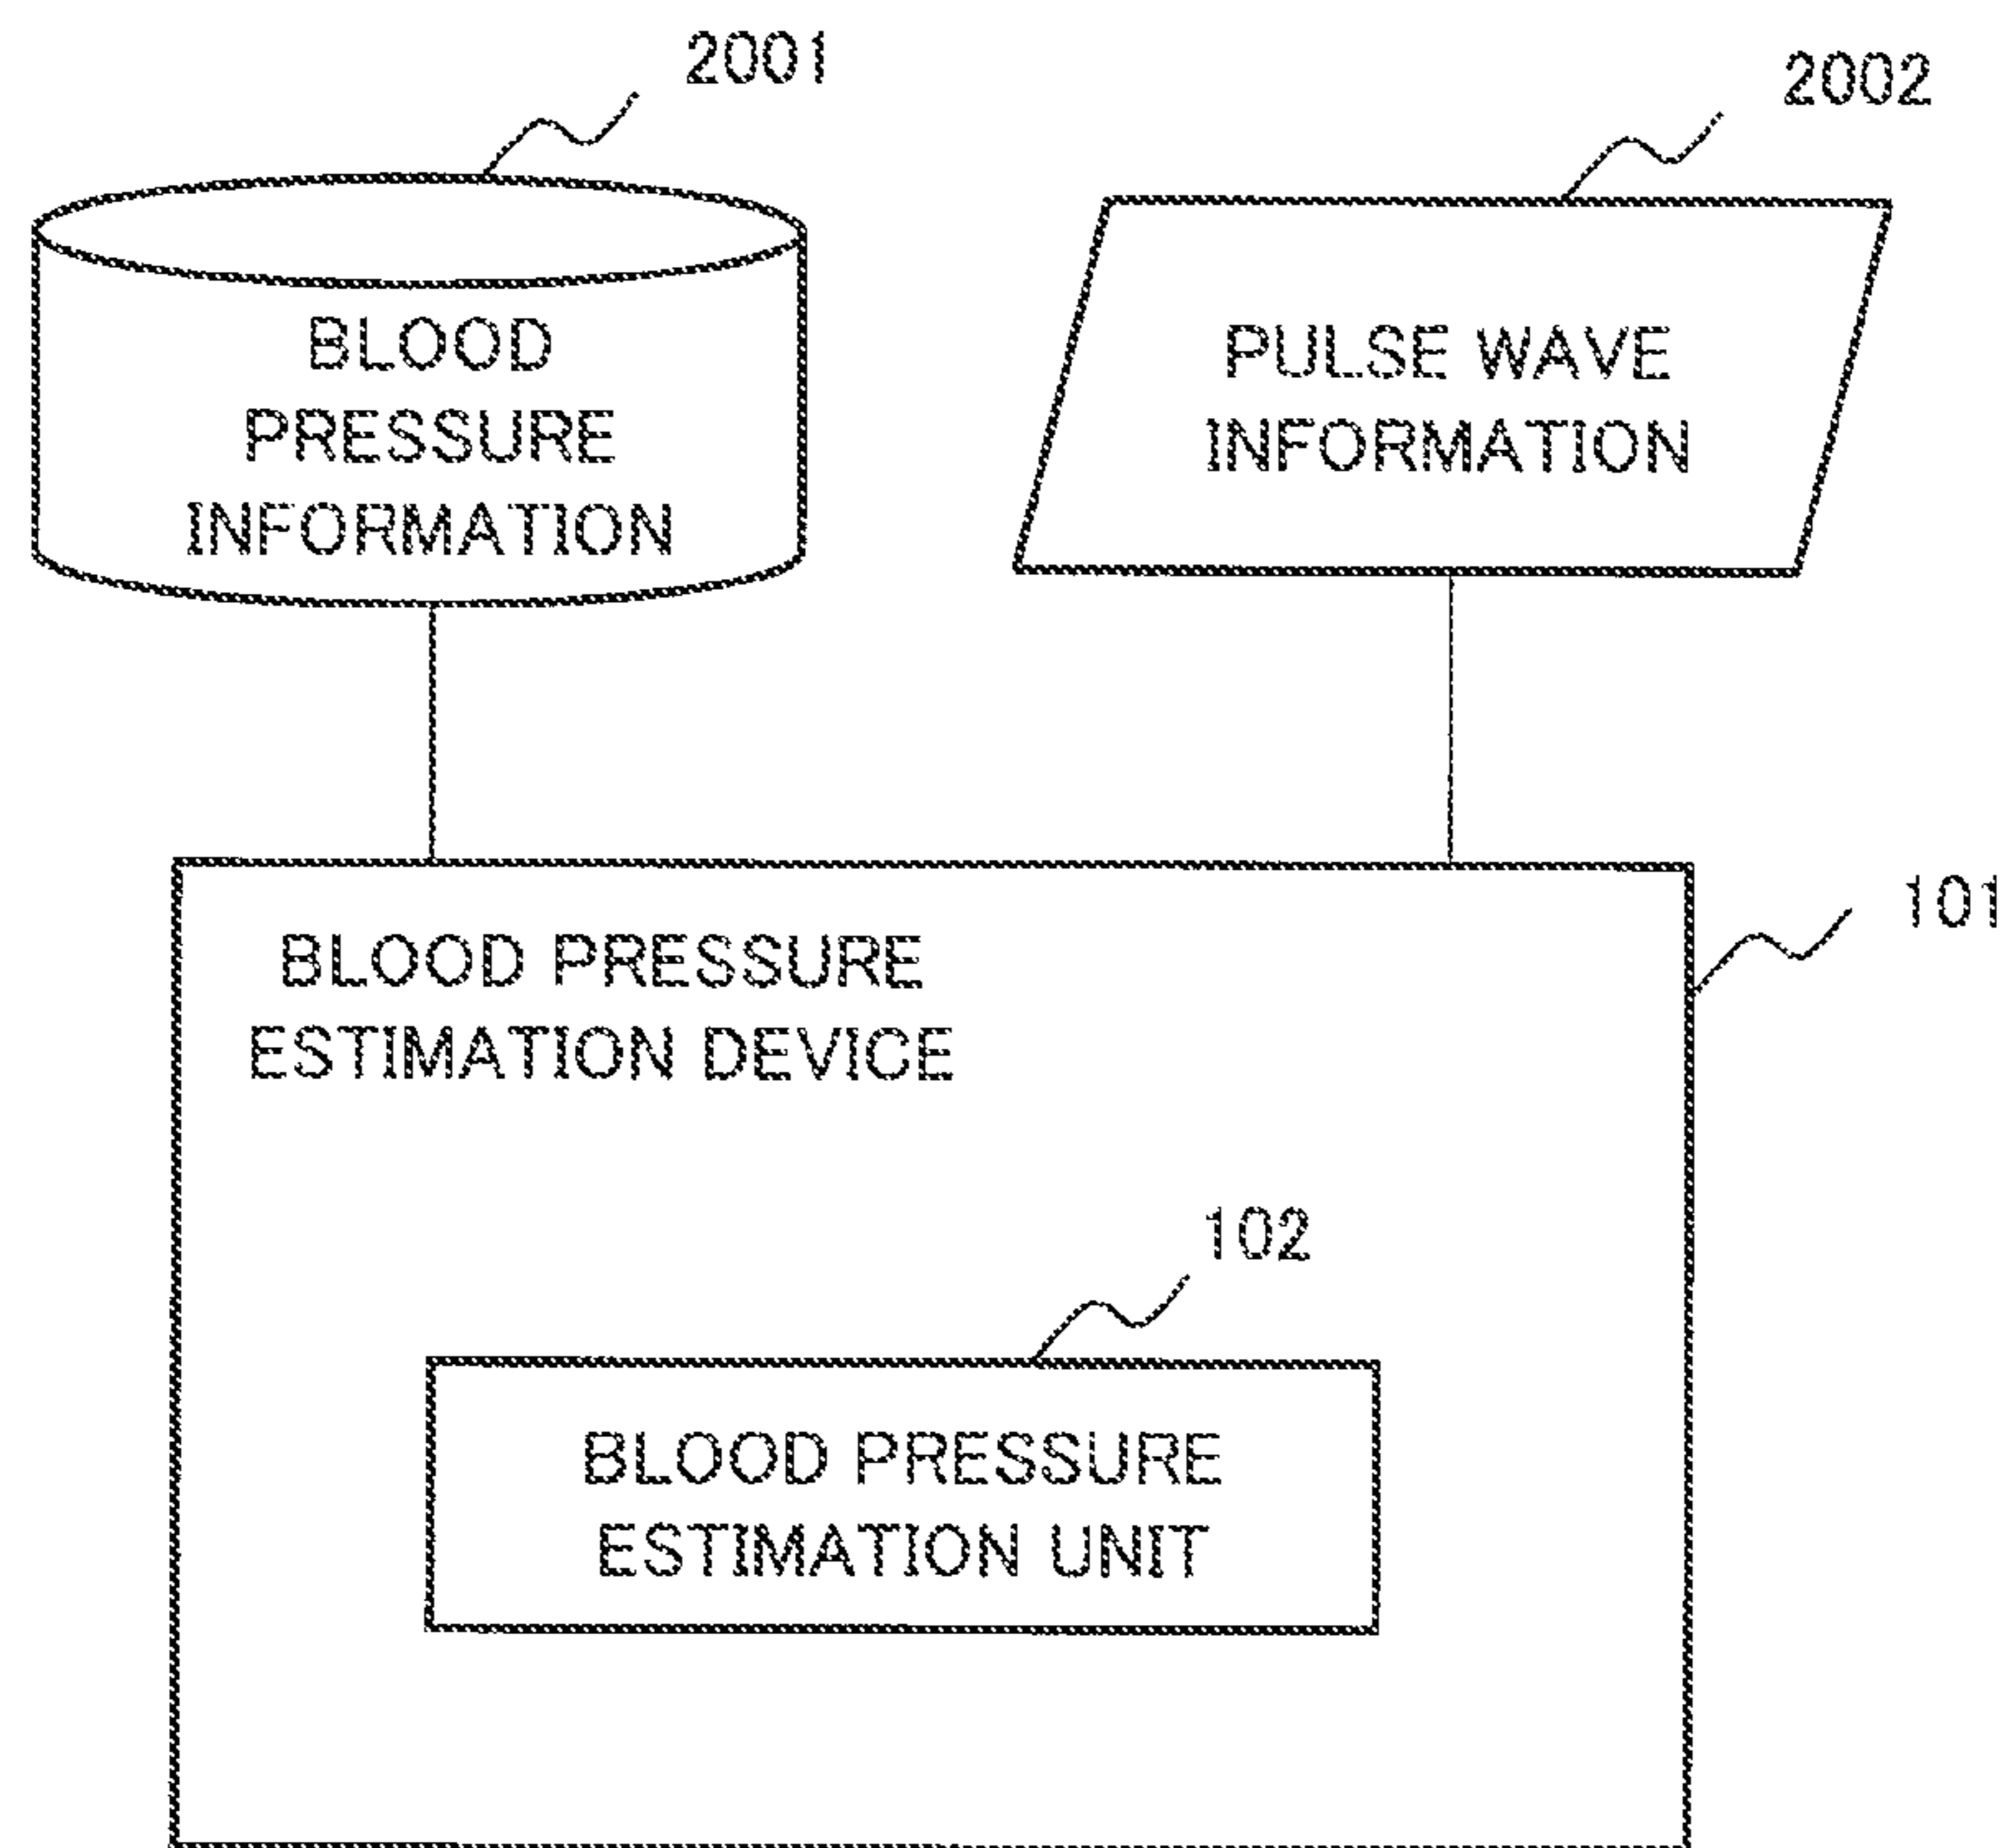 2001
2002
BLOOD
PRESSURE
INFORMATION
PULSE WAVE
INFORMATION
101
BLOOD PRESSURE
ESTIMATION DEVICE
102
BLOOD PRESSURE
ESTIMATION UNIT